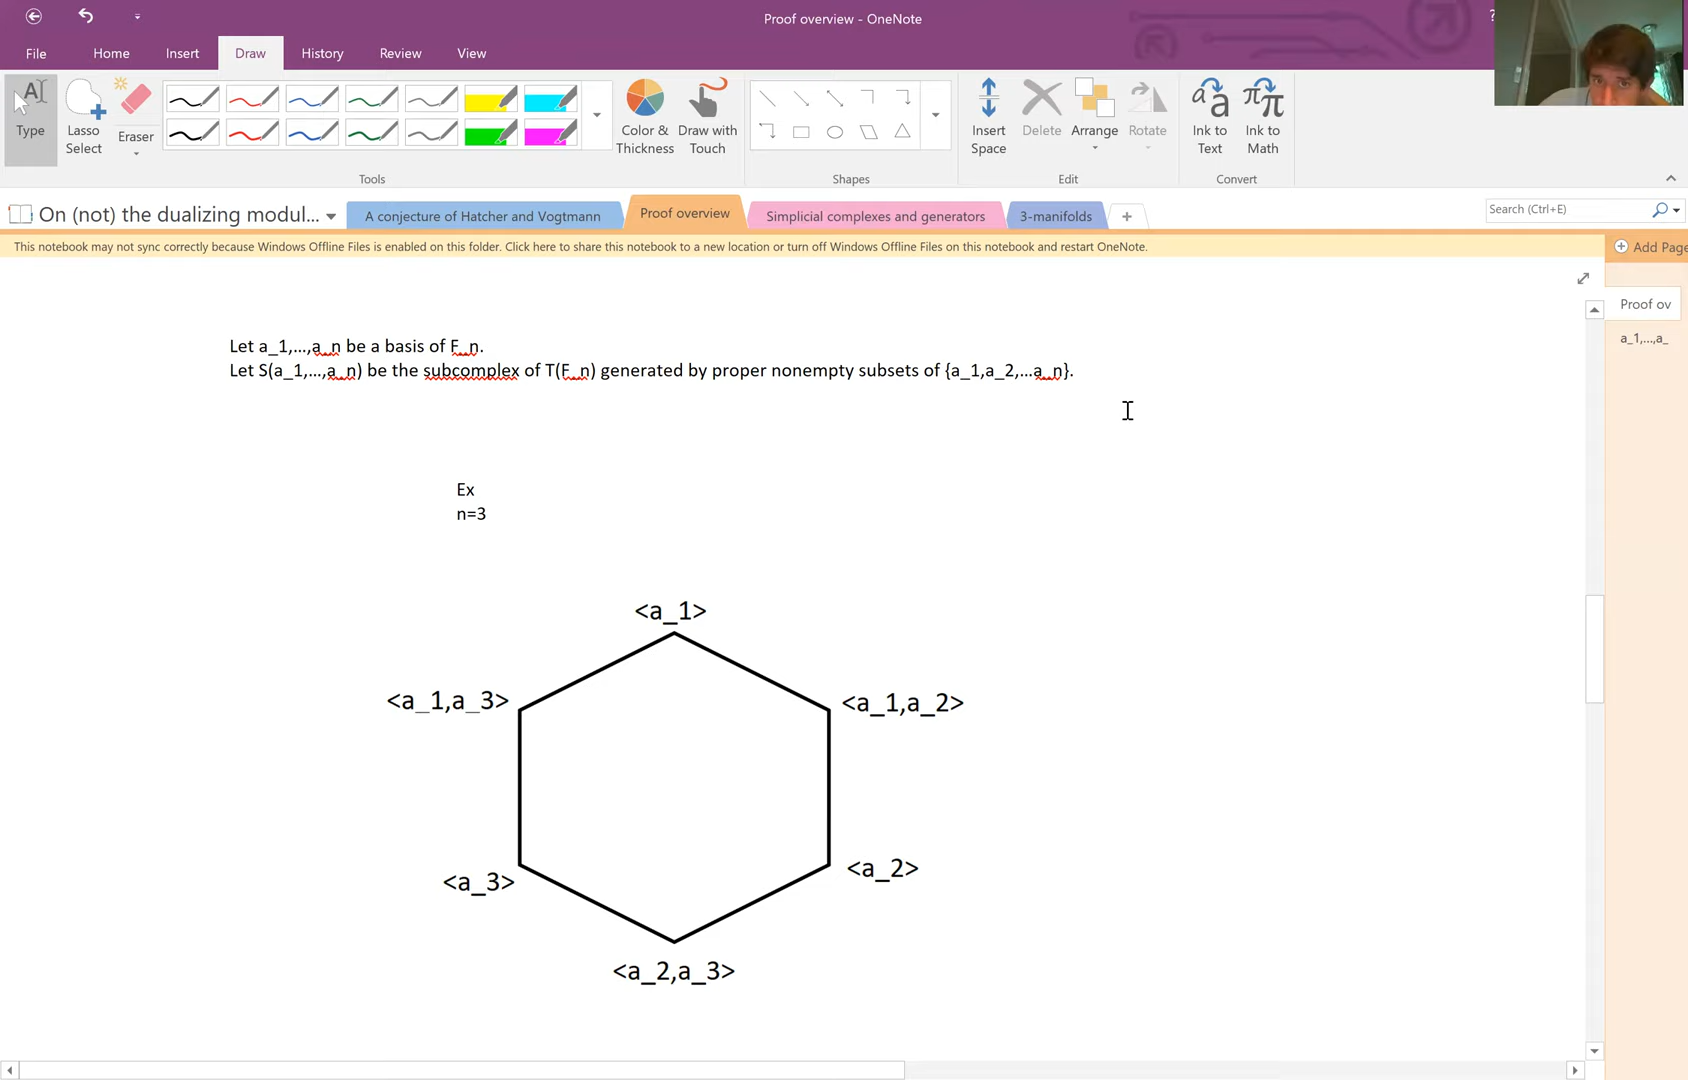 Proof overview - OneNote
?
File
Home
Insert
Draw
History
Review
View
Type
Lasso
Select
Eraser
Color &
Thickness
Draw with
Touch
Insert
Space
Delete
Arrange
Rotate
Ink to
Text
Ink to
Math
Tools
Shapes
Edit
Convert
On (not) the dualizing modul...
A conjecture of Hatcher and Vogtmann
Proof overview
Simplicial complexes and generators
3-manifolds
Search (Ctrl+E)
This notebook may not sync correctly because Windows Offline Files is enabled on this folder. Click here to share this notebook to a new location or turn off Windows Offline Files on this notebook and restart OneNote.
Add Page
Proof ov
a_1,...,a_
Let a_1,...,a_n be a basis of F_n.
Let S(a_1,...,a_n) be the subcomplex of T(F_n) generated by proper nonempty subsets of {a_1,a_2,...a_n}.
Ex
n=3
<a_1>
<a_1,a_3>
<a_1,a_2>
<a_3>
<a_2>
<a_2,a_3>